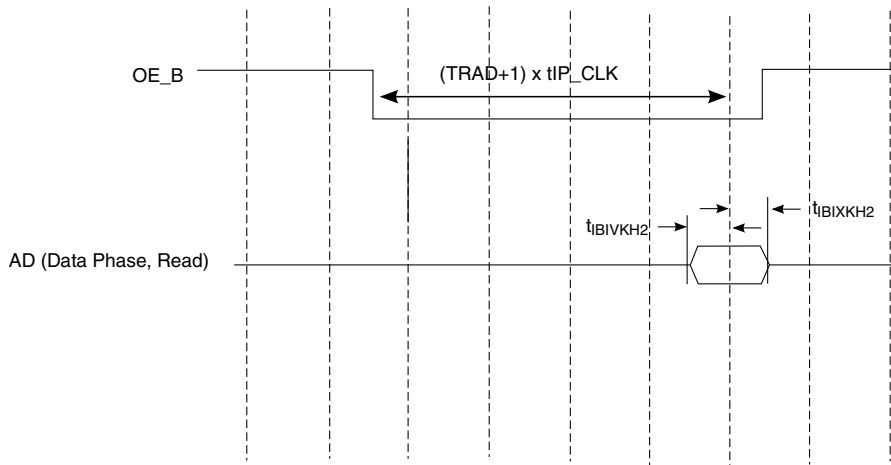 OE_B
(TRAD+1) x tIP_CLK
tIBIVKH2
tIBIXKH2
AD (Data Phase, Read)